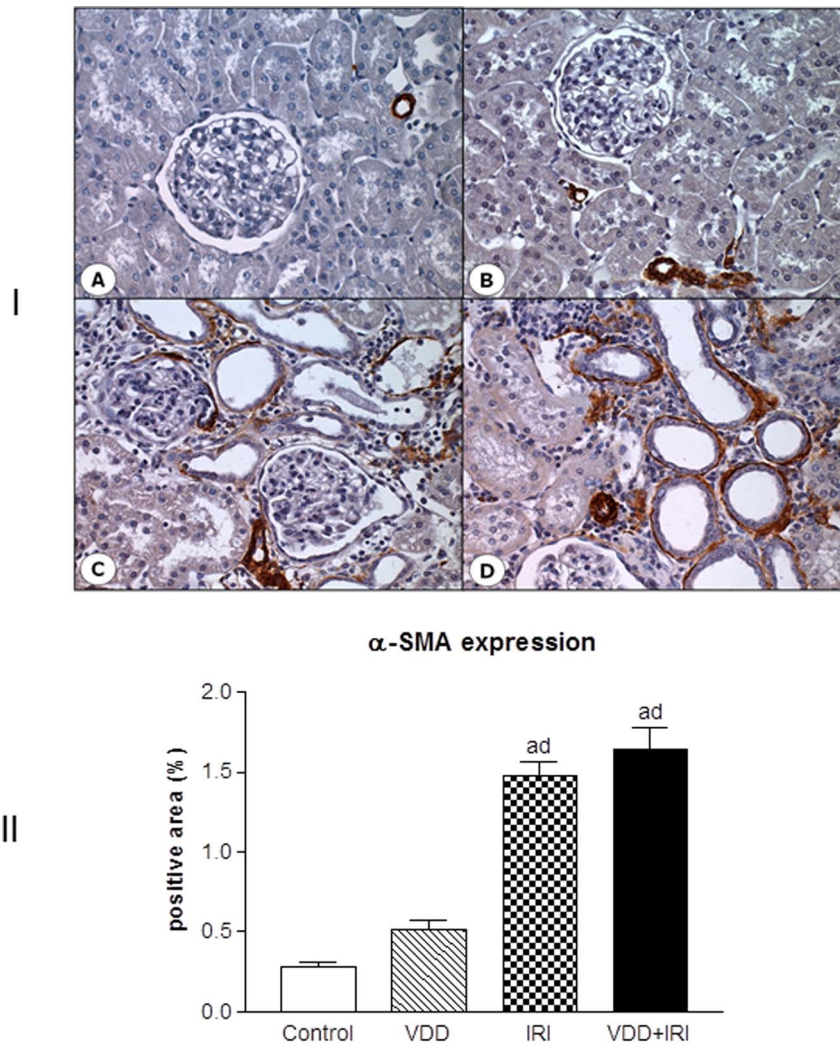 I
A
B
C
D
α-SMA expression
II
positive area (%)
2.0
1.5
1.0
0.5
0.0
ad
ad
Control
VDD
IRI
VDD+IRI